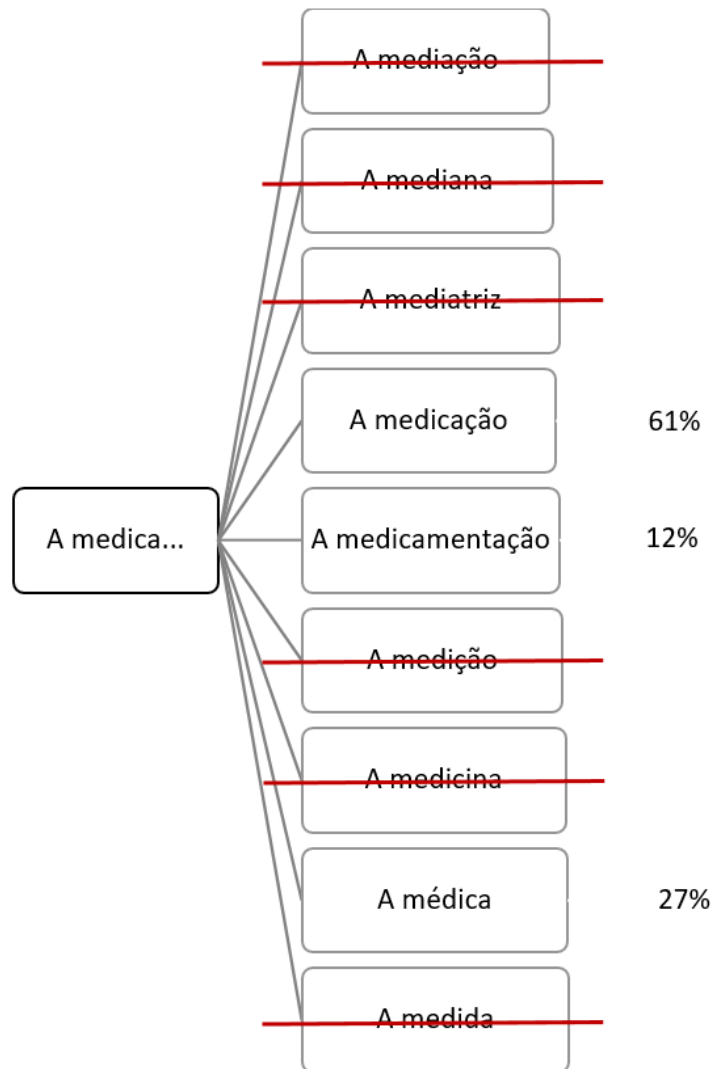 A mediação
A mediana
A mediatriz
A medicação 61%
A medica... A medicamentação 12%
A medição
A medicina
A médica 27%
A medida